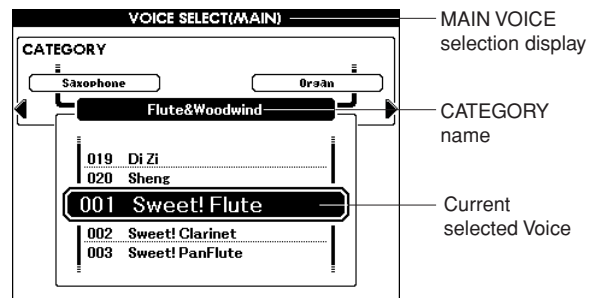 VOICE SELECT(MAIN)
MAIN VOICE
selection display
CATEGORY
Saxophone
Organ
Flute&Woodwind
CATEGORY
name
019 Di Zi
020 Sheng
001 Sweet! Flute
Current
selected Voice
002 Sweet! Clarinet
003 Sweet! PanFlute